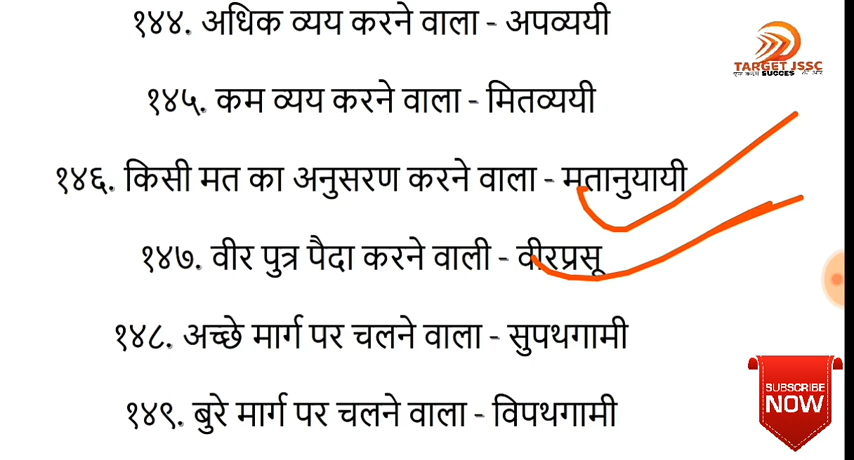 १४४. अधिक व्यय करने वाला - अपव्ययी
TARGET JSSC
SUCCES
१४५. कम व्यय करने वाला - मितव्ययी
१४६. किसी मत का अनुसरण करने वाला - मतानुयायी
१४७. वीर पुत्र पैदा करने वाली - वीरप्रसू
१४८. अच्छे मार्ग पर चलने वाला - सुपथगामी
१४९. बुरे मार्ग पर चलने वाला - विपथगामी
SUBSCRIBE
NOW